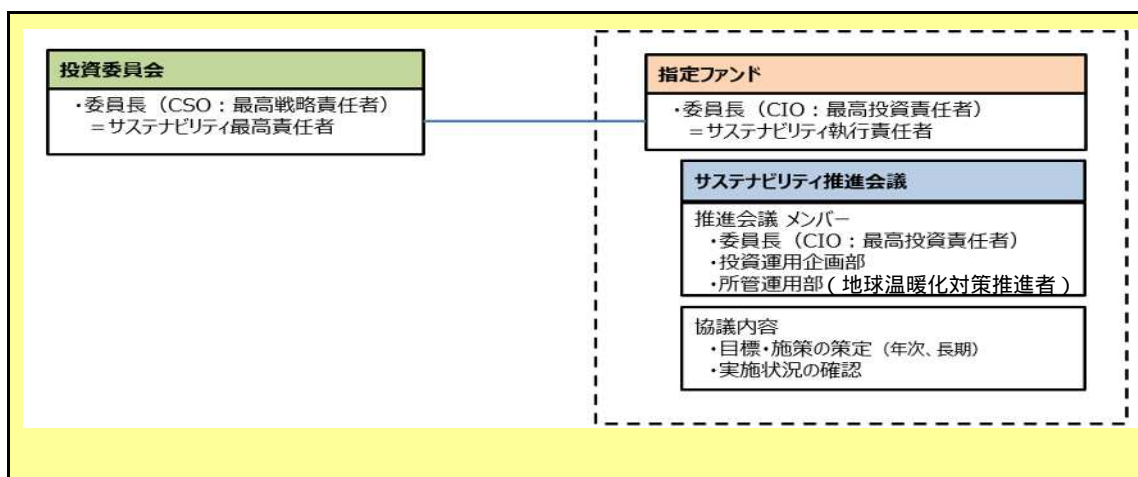 投資委員会
・委員長（CSO：最高戦略責任者）
＝サステナビリティ最高責任者
指定ファンド
・委員長（CIO：最高投資責任者）
＝サステナビリティ執行責任者
サステナビリティ推進会議
推進会議 メンバー
・委員長（CIO：最高投資責任者）
・投資運用企画部
・所管運用部(地球温暖化対策推進者)
協議内容
・目標・施策の策定（年次、長期）
・実施状況の確認